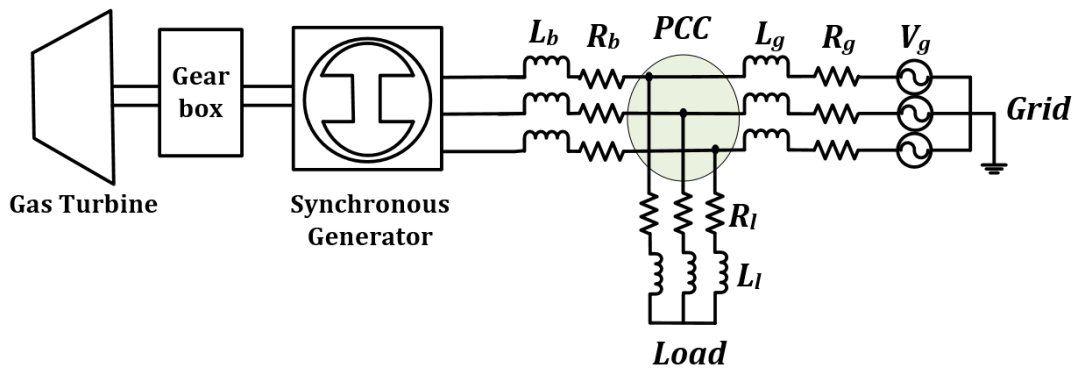 L_b R_b PCC L_g R_g V_g
Gear
box
Grid
Gas Turbine
Synchronous
Generator
R_l
L_l
Load